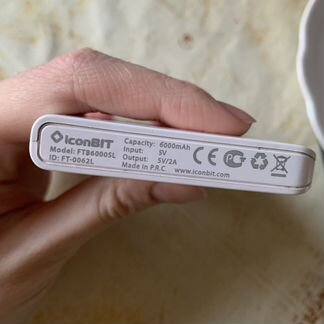 iconBIT
Model: FTB6000SL
ID: FT-0062L
Capacity: 6000mAh
Input: 5V
Output: 5V/2A
Made in P.R.C
www.iconbit.com
CE